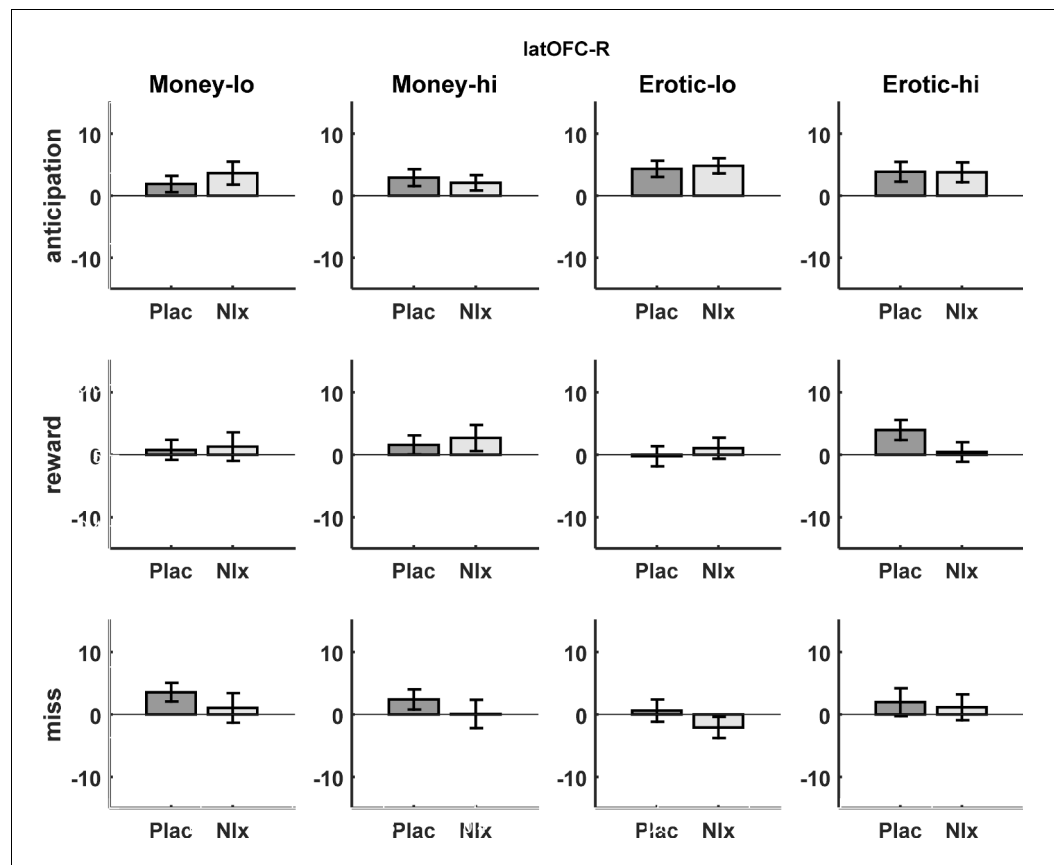 latOFC-R
Money-lo Money-hi Erotic-lo Erotic-hi
anticipation
10 10 10 10
0 0 0 0
-10 -10 -10 -10
Plac Nlx Plac Nlx Plac Nlx Plac Nlx
reward
10 10 10 10
0 0 0 0
-10 -10 -10 -10
Plac Nlx Plac Nlx Plac Nlx Plac Nlx
miss
10 10 10 10
0 0 0 0
-10 -10 -10 -10
Plac Nlx Plac Nlx Plac Nlx Plac Nlx